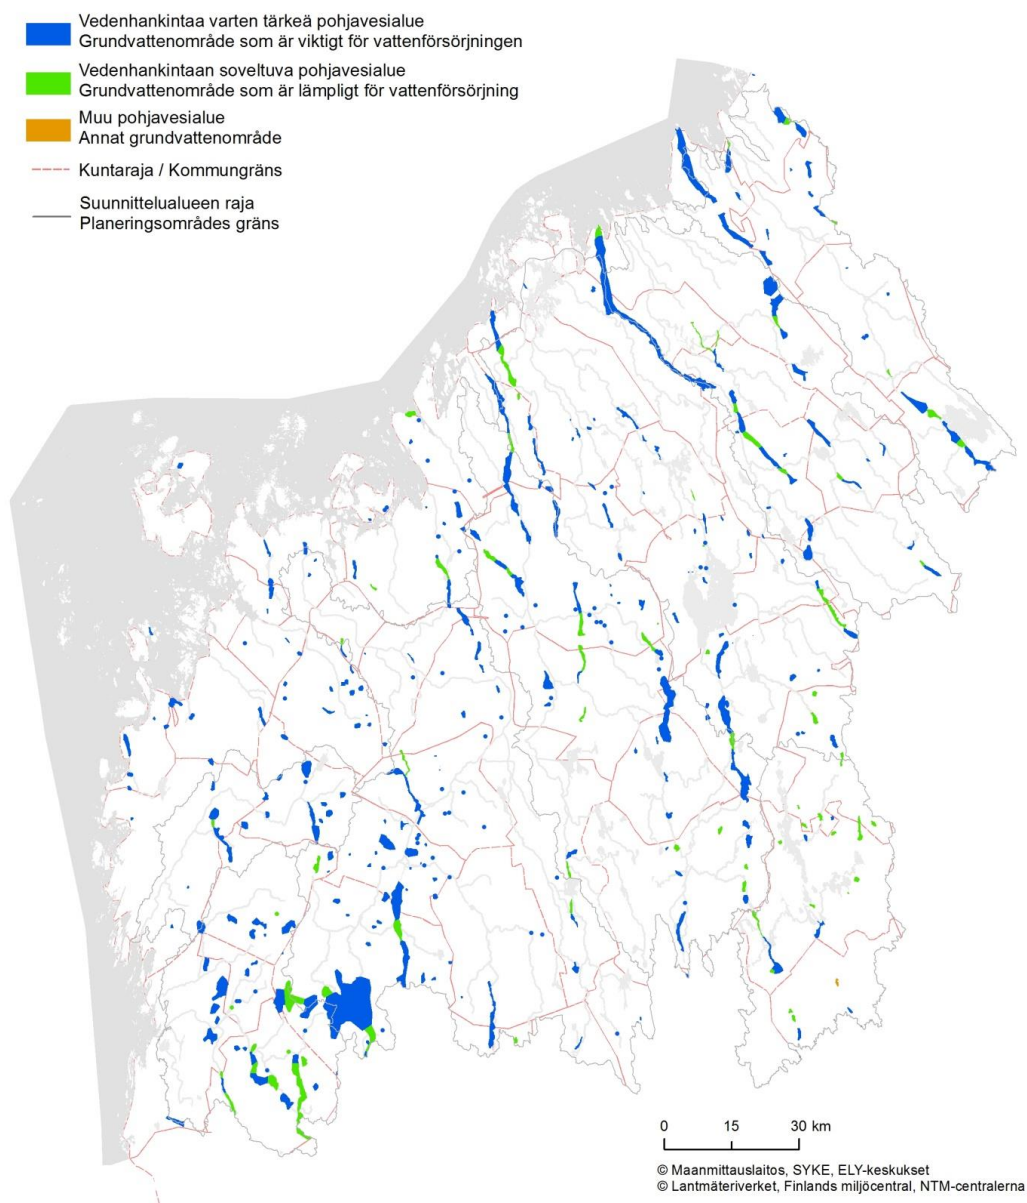 Vedenhankintaa varten tärkeä pohjavesialue
Grundvattenområde som är viktigt för vattenförsörjningen
Vedenhankintaan soveltuva pohjavesialue
Grundvattenområde som är lämpligt för vattenförsörjning
Muu pohjavesialue
Annat grundvattenområde
Kuntaraja / Kommungräns
Suunnittelualueen raja
Planeringsområdes gräns
0 15 30 km
© Maanmittauslaitos, SYKE, ELY-keskukset
© Lantmäteriverket, Finlands miljöcentral, NTM-centralerna